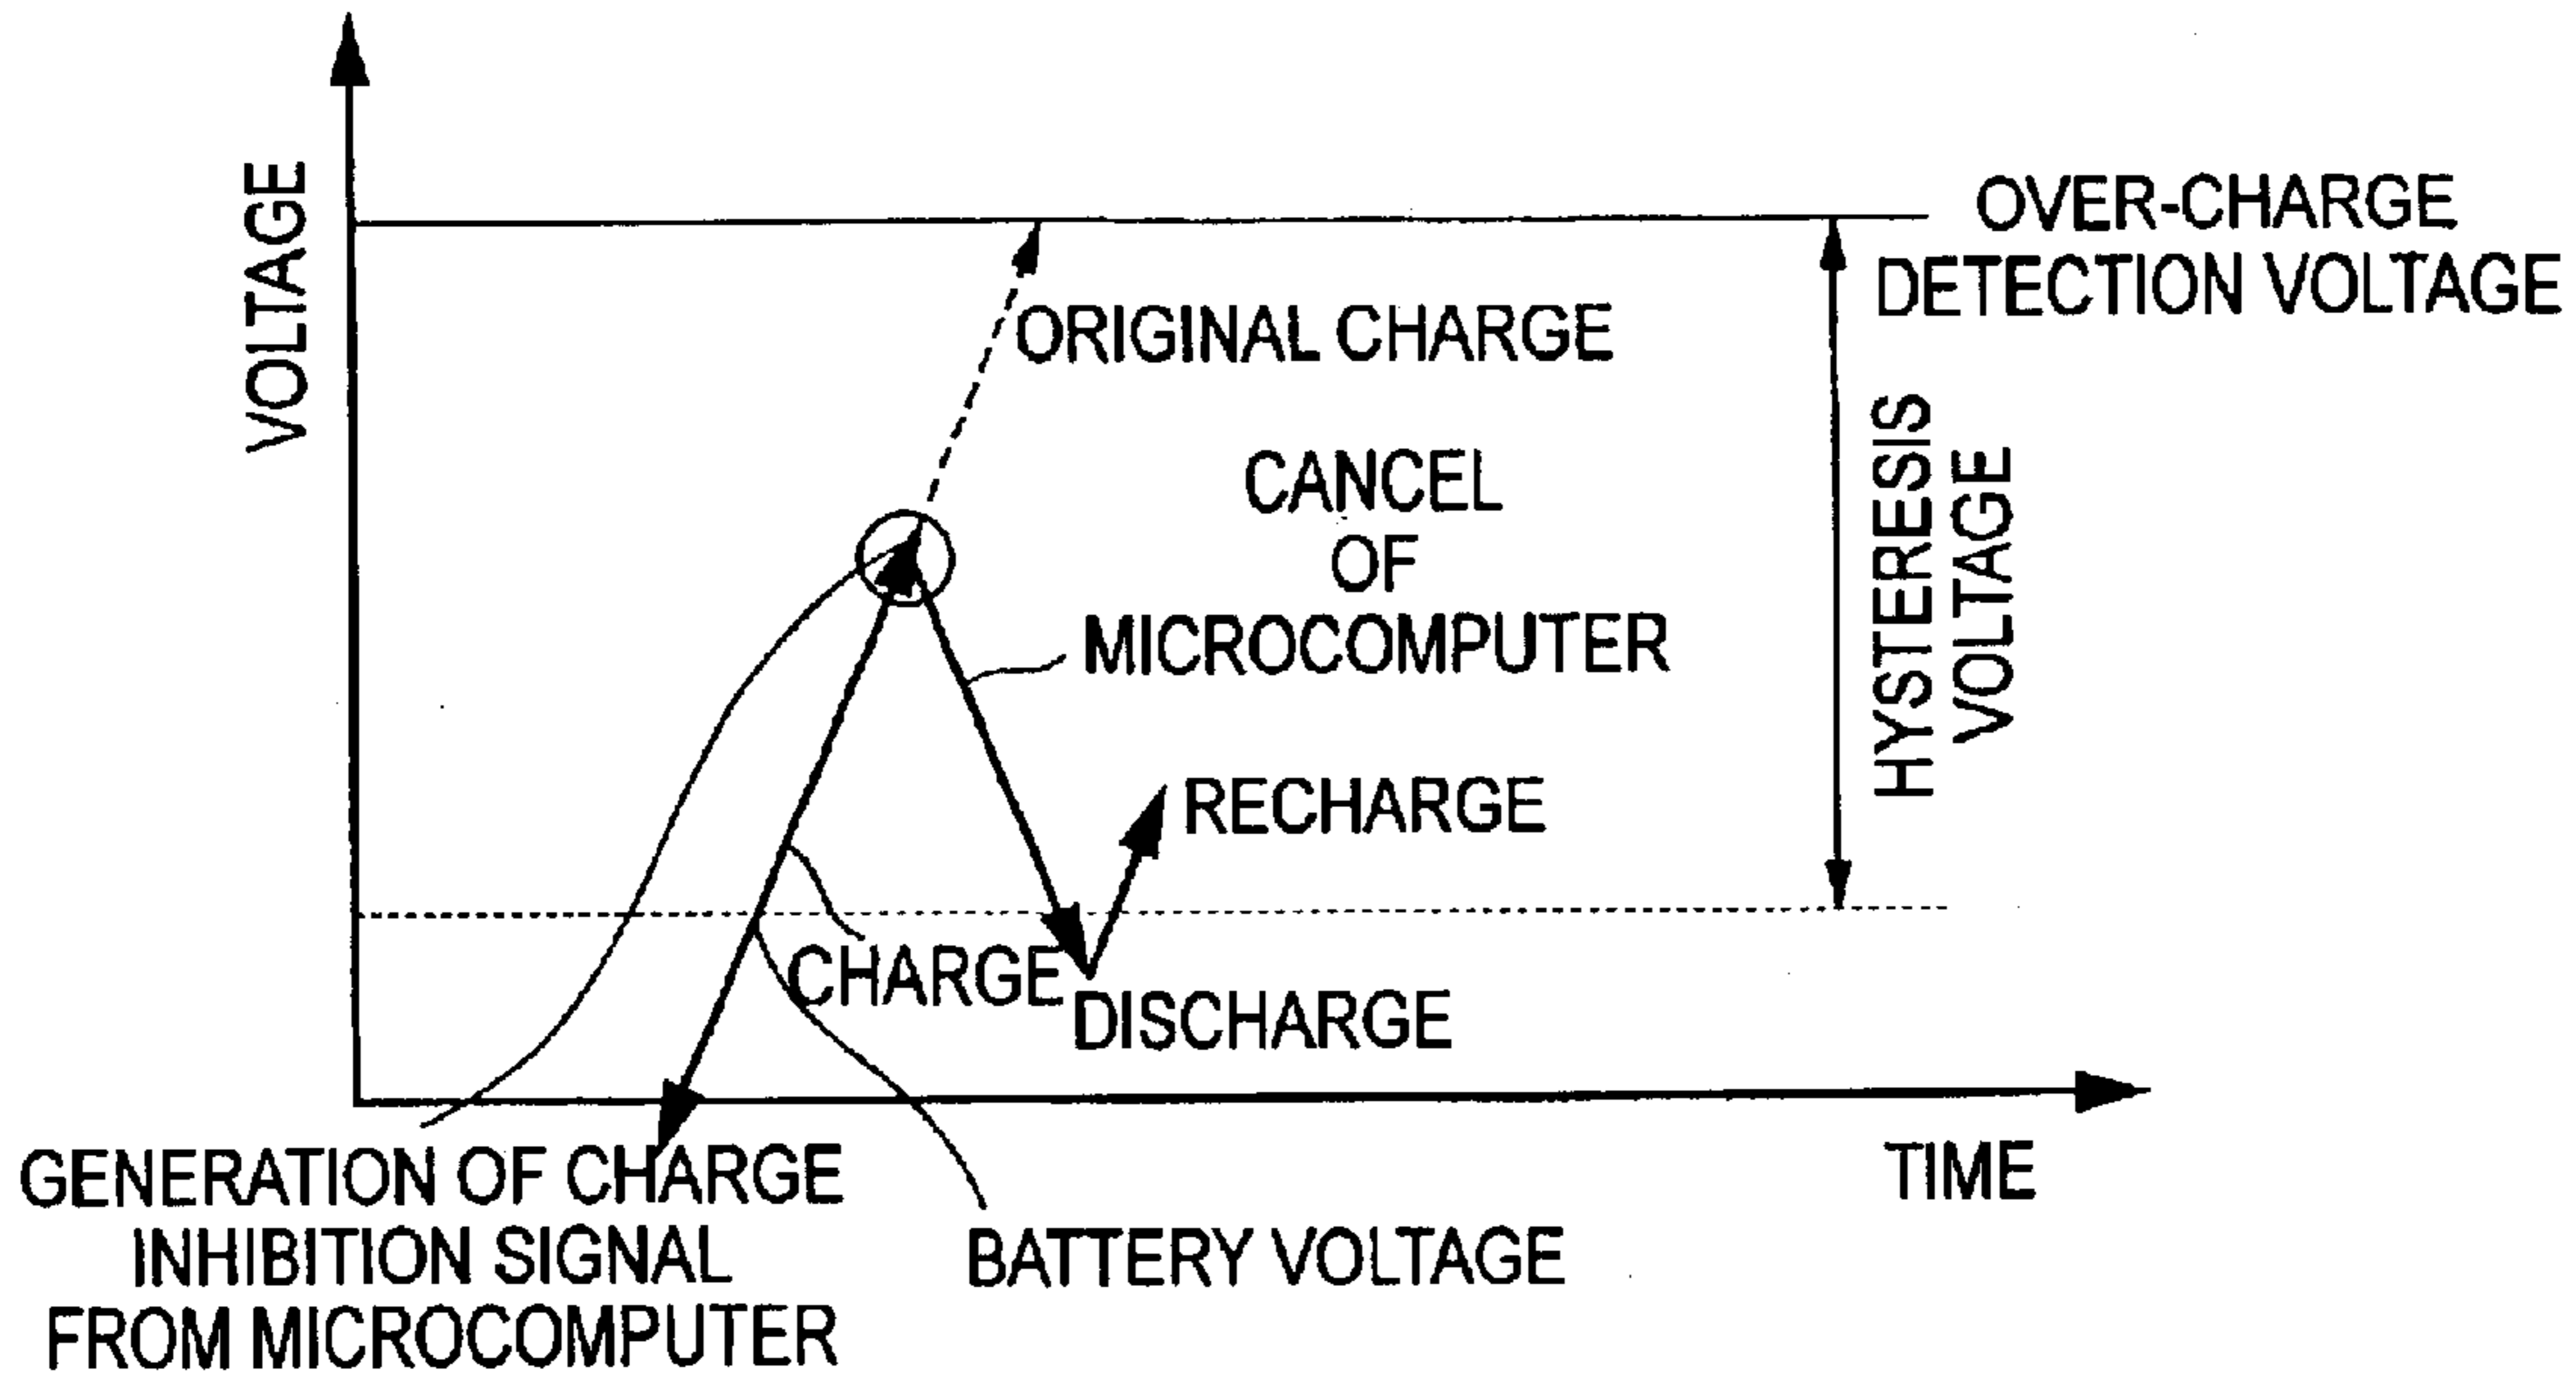 VOLTAGE
OVER-CHARGE
DETECTION VOLTAGE
ORIGINAL CHARGE
CANCEL
OF
MICROCOMPUTER
HYSTERESIS
VOLTAGE
RECHARGE
CHARGE
DISCHARGE
TIME
GENERATION OF CHARGE
INHIBITION SIGNAL
FROM MICROCOMPUTER
BATTERY VOLTAGE